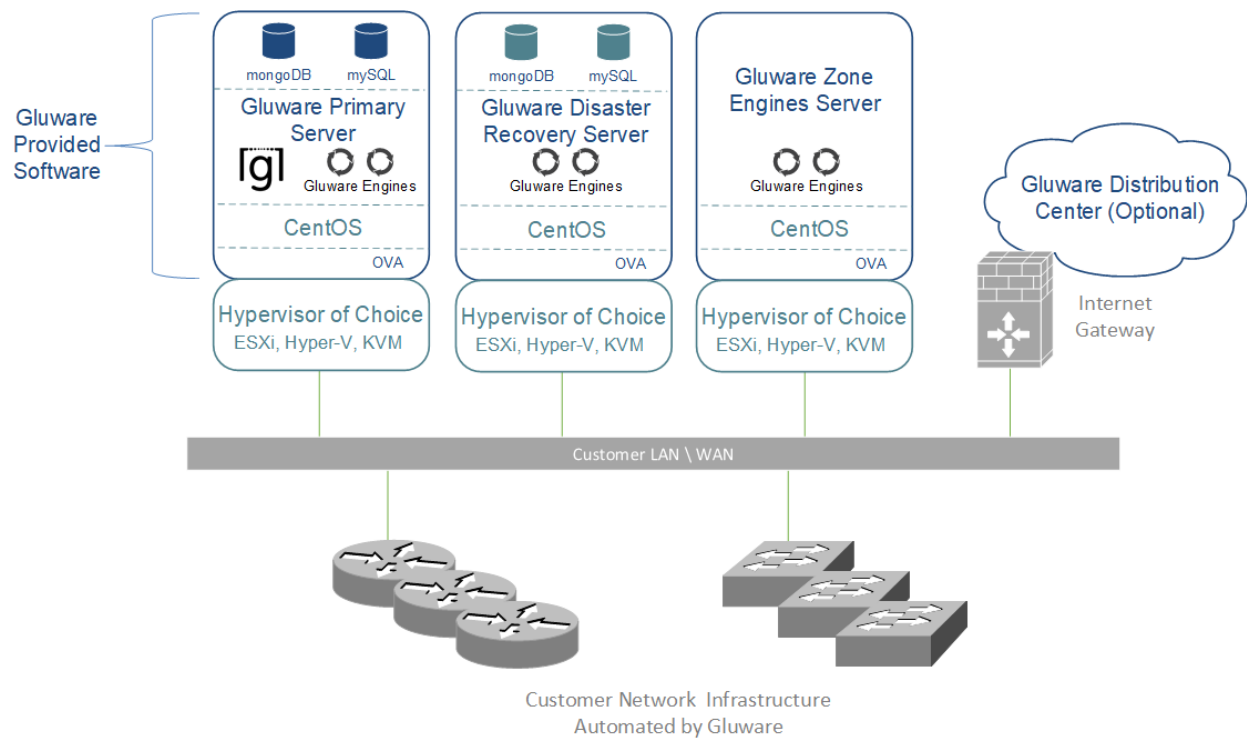 Gluware
Provided
Software
mongoDB
mySQL
Gluware Primary
Server
[g]
Gluware Engines
CentOS
OVA
Hypervisor of Choice
ESXi, Hyper-V, KVM
mongoDB
mySQL
Gluware Disaster
Recovery Server
Gluware Engines
CentOS
OVA
Hypervisor of Choice
ESXi, Hyper-V, KVM
Gluware Zone
Engines Server
Gluware Engines
CentOS
OVA
Hypervisor of Choice
ESXi, Hyper-V, KVM
Gluware Distribution
Center (Optional)
Internet
Gateway
Customer LAN \ WAN
Customer Network Infrastructure
Automated by Gluware